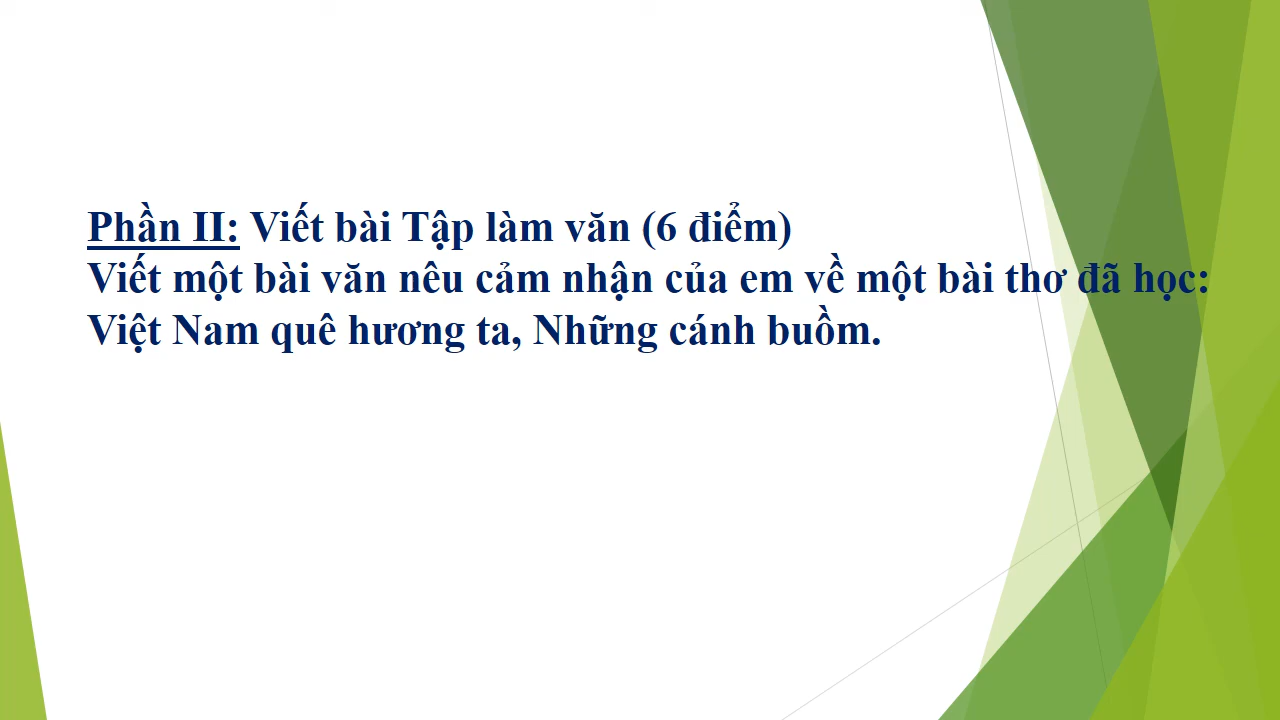 Phần II: Viết bài Tập làm văn (6 điểm)
Viết một bài văn nêu cảm nhận của em về một bài thơ đã học:
Việt Nam quê hương ta, Những cánh buồm.